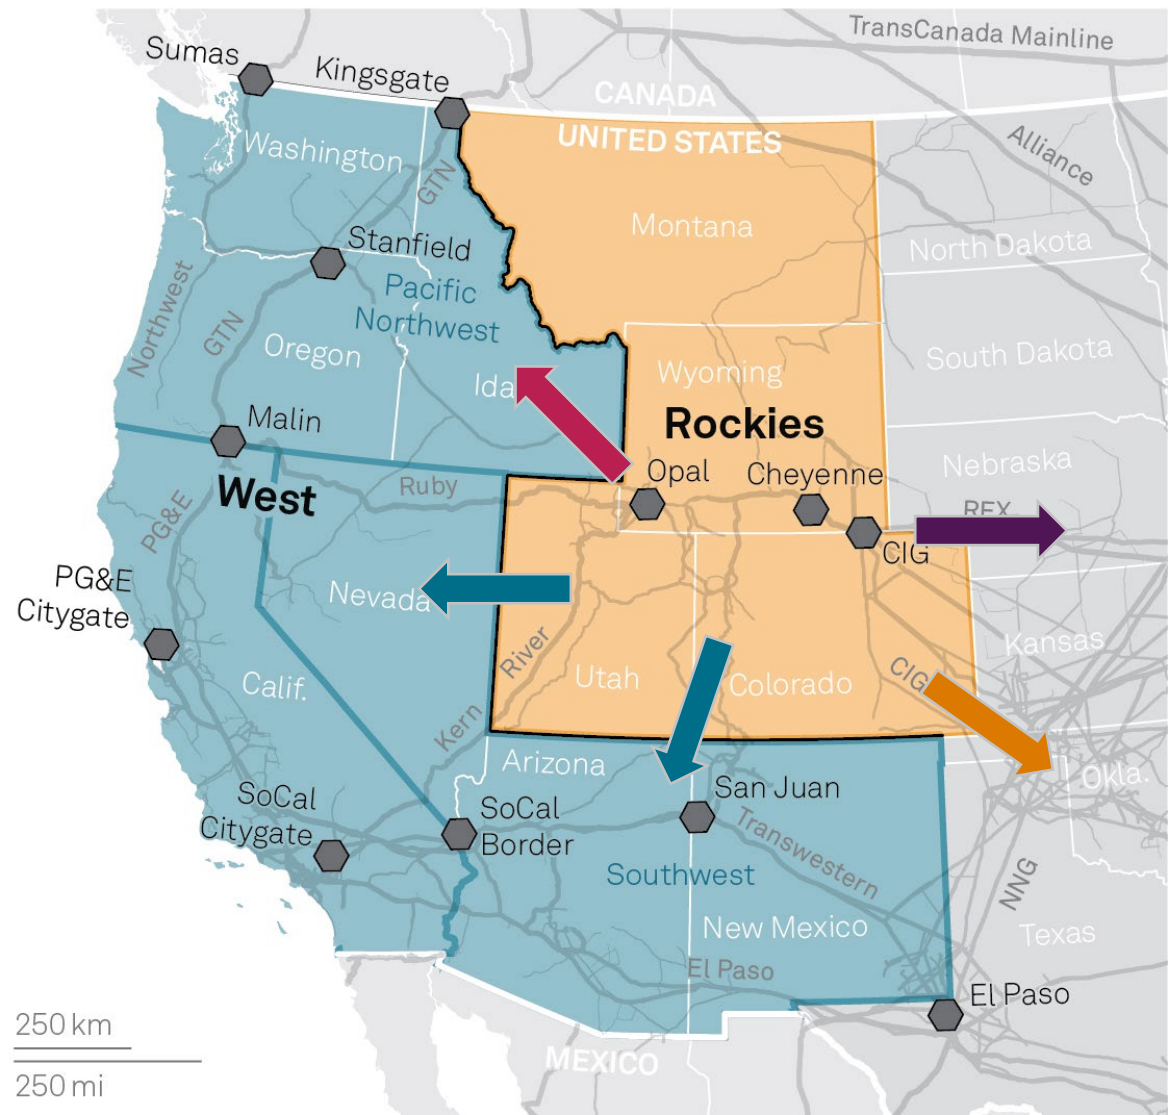 TransCanada Mainline
Sumas
Kingsgate
CANADA
UNITED STATES
Alliance
Washington
GTN
Montana
North Dakota
Stanfield
Pacific
Northwest
Northwest
GTN
Oregon
Ida
South Dakota
Wyoming
Rockies
Malin
Nebraska
Opal
Cheyenne
West
Ruby
PG&E
REX
CIG
PG&E
Citygate
Nevada
Kansas
River
Utah
Colorado
CIG
Calif.
Kern
Arizona
Okla.
SoCal
Citygate
SoCal
Border
San Juan
Transwestern
Southwest
NNG
New Mexico
Texas
El Paso
El Paso
250 km
250 mi
MEXICO